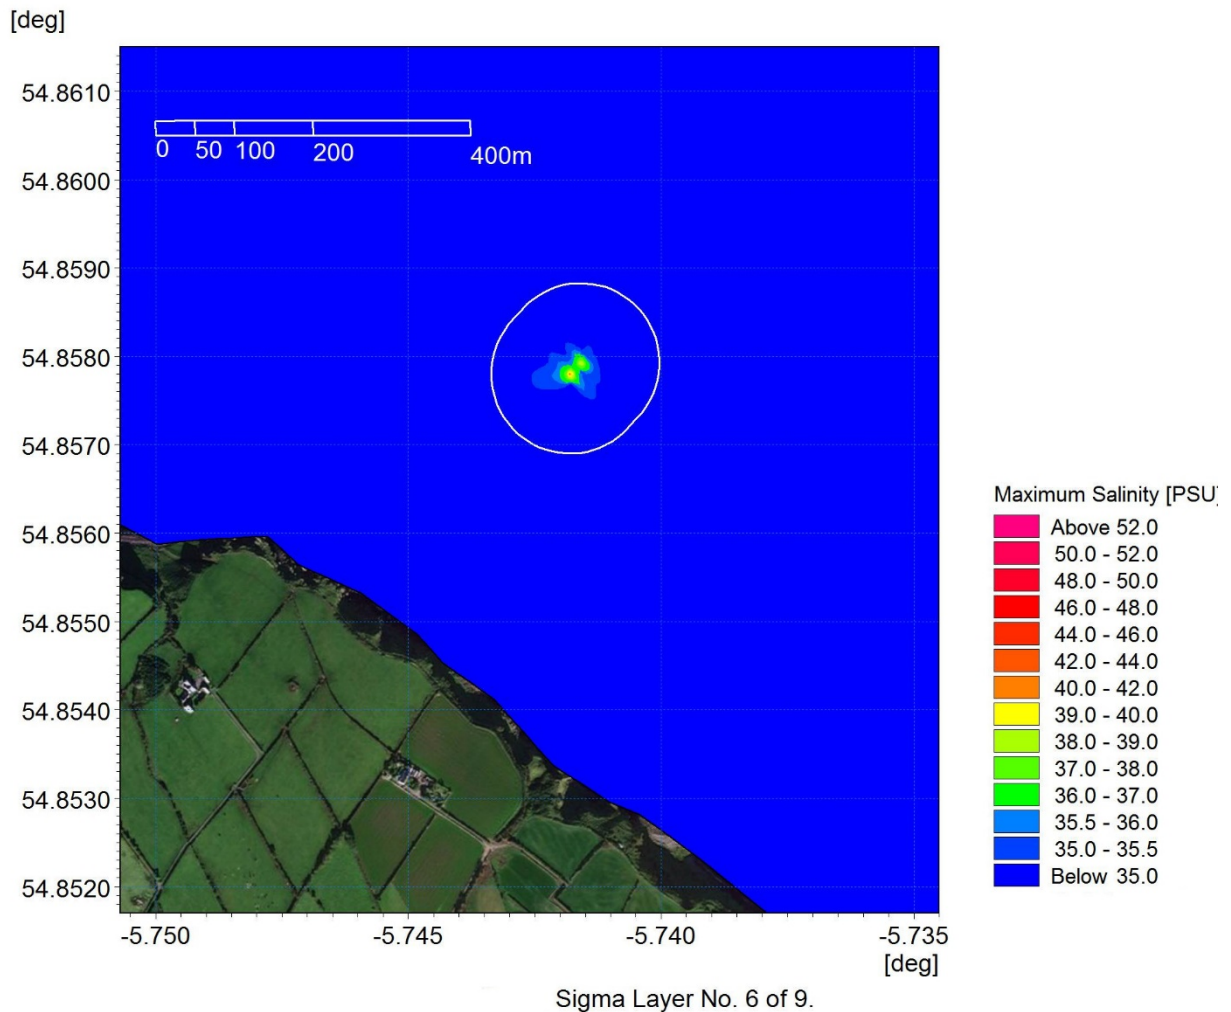 [deg]
54.8610
54.8600
54.8590
54.8580
54.8570
54.8560
54.8550
54.8540
54.8530
54.8520
0 50 100 200 400m
-5.750 -5.745 -5.740 -5.735
[deg]
Maximum Salinity [PSU]
Above 52.0
50.0 - 52.0
48.0 - 50.0
46.0 - 48.0
44.0 - 46.0
42.0 - 44.0
40.0 - 42.0
39.0 - 40.0
38.0 - 39.0
37.0 - 38.0
36.0 - 37.0
35.5 - 36.0
35.0 - 35.5
Below 35.0
Sigma Layer No. 6 of 9.